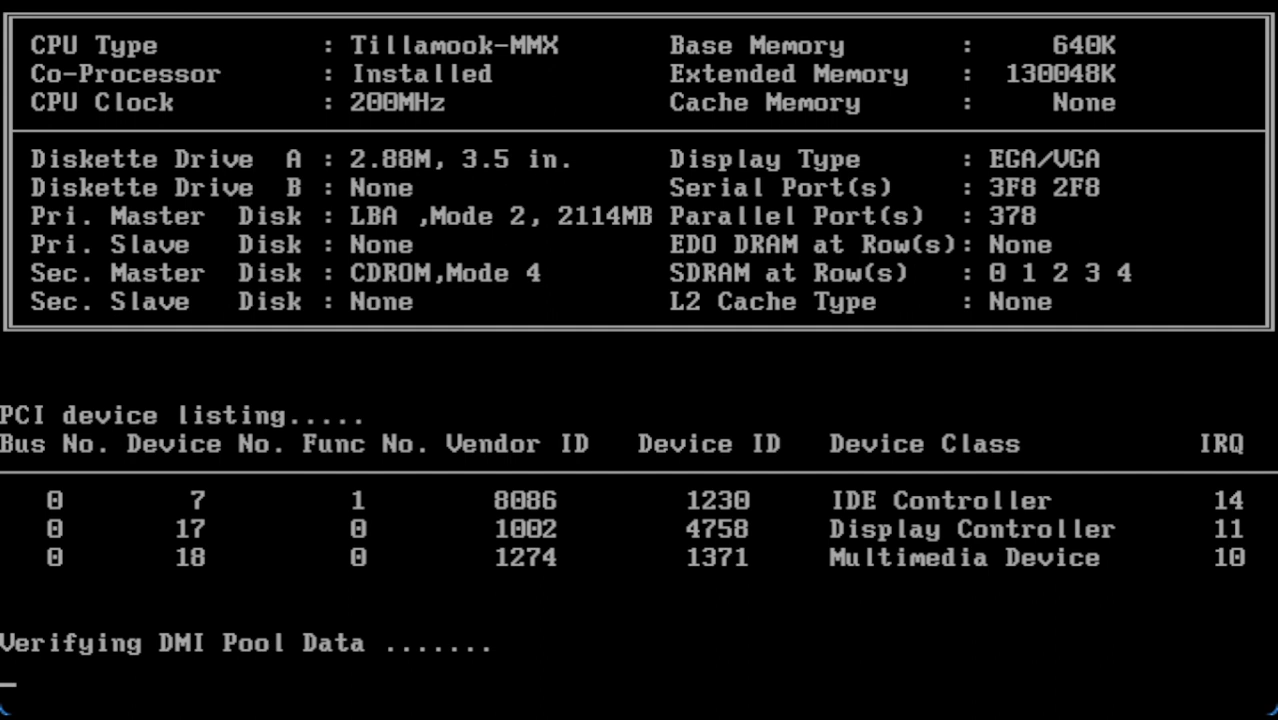 CPU Type : Tillamook-MMX Base Memory : 640K
Co-Processor : Installed Extended Memory : 130048K
CPU Clock : 200MHz Cache Memory : None
Diskette Drive A : 2.88M, 3.5 in. Display Type : EGA/VGA
Diskette Drive B : None Serial Port(s) : 3F8 2F8
Pri. Master Disk : LBA ,Mode 2, 2114MB Parallel Port(s) : 378
Pri. Slave Disk : None EDO DRAM at Row(s): None
Sec. Master Disk : CDROM,Mode 4 SDRAM at Row(s) : 0 1 2 3 4
Sec. Slave Disk : None L2 Cache Type : None
PCI device listing.....
Bus No. Device No. Func No. Vendor ID Device ID Device Class IRQ
0 7 1 8086 1230 IDE Controller 14
0 17 0 1002 4758 Display Controller 11
0 18 0 1274 1371 Multimedia Device 10
Verifying DMI Pool Data .......